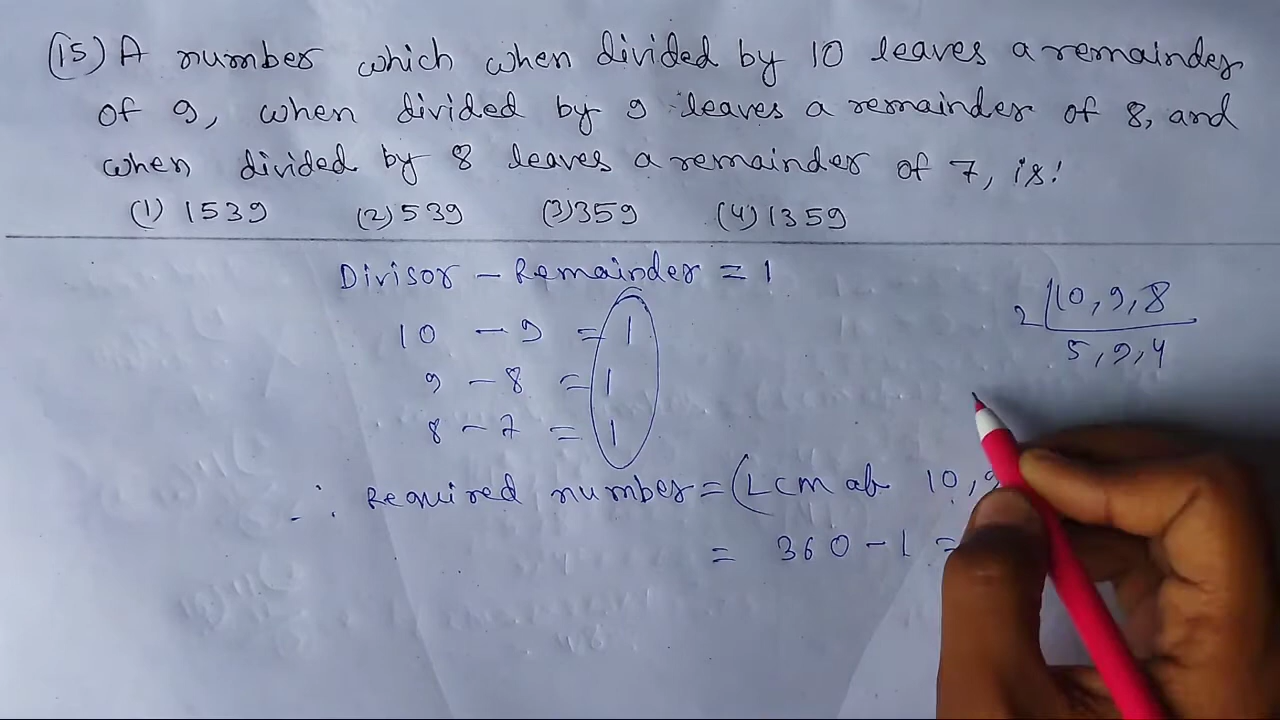 (15) A number which when divided by 10 leaves a remainder
of 9, when divided by 9 leaves a remainder of 8, and
when divided by 8 leaves a remainder of 7, is:
(1) 1539 (2) 539 (3) 359 (4) 1359
Divisor - Remainder = 1
10 - 9 = 1
9 - 8 = 1
8 - 7 = 1
2 10, 9, 8
5, 9, 4
∴ Required number = (LCM of 10, 9
= 360 - 1 =